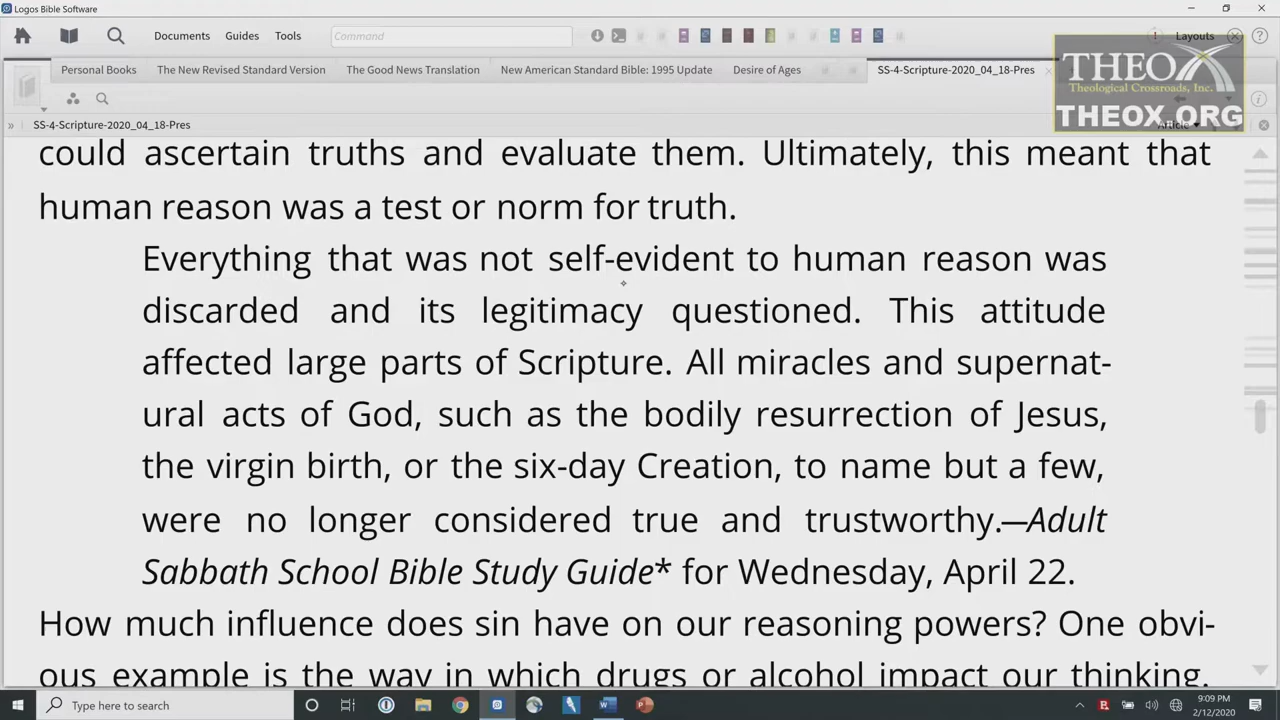 Logos Bible Software
Documents Guides Tools Command Layouts
Personal Books The New Revised Standard Version The Good News Translation New American Standard Bible: 1995 Update Desire of Ages SS-4-Scripture-2020_04_18-Pres
THEOX
Theological Crossroads, Inc.
THEOX.ORG
» SS-4-Scripture-2020_04_18-Pres Article
could ascertain truths and evaluate them. Ultimately, this meant that
human reason was a test or norm for truth.
Everything that was not self-evident to human reason was
discarded and its legitimacy questioned. This attitude
affected large parts of Scripture. All miracles and supernat-
ural acts of God, such as the bodily resurrection of Jesus,
the virgin birth, or the six-day Creation, to name but a few,
were no longer considered true and trustworthy.—Adult
Sabbath School Bible Study Guide* for Wednesday, April 22.
How much influence does sin have on our reasoning powers? One obvi-
ous example is the way in which drugs or alcohol impact our thinking.
Type here to search
9:09 PM
2/12/2020